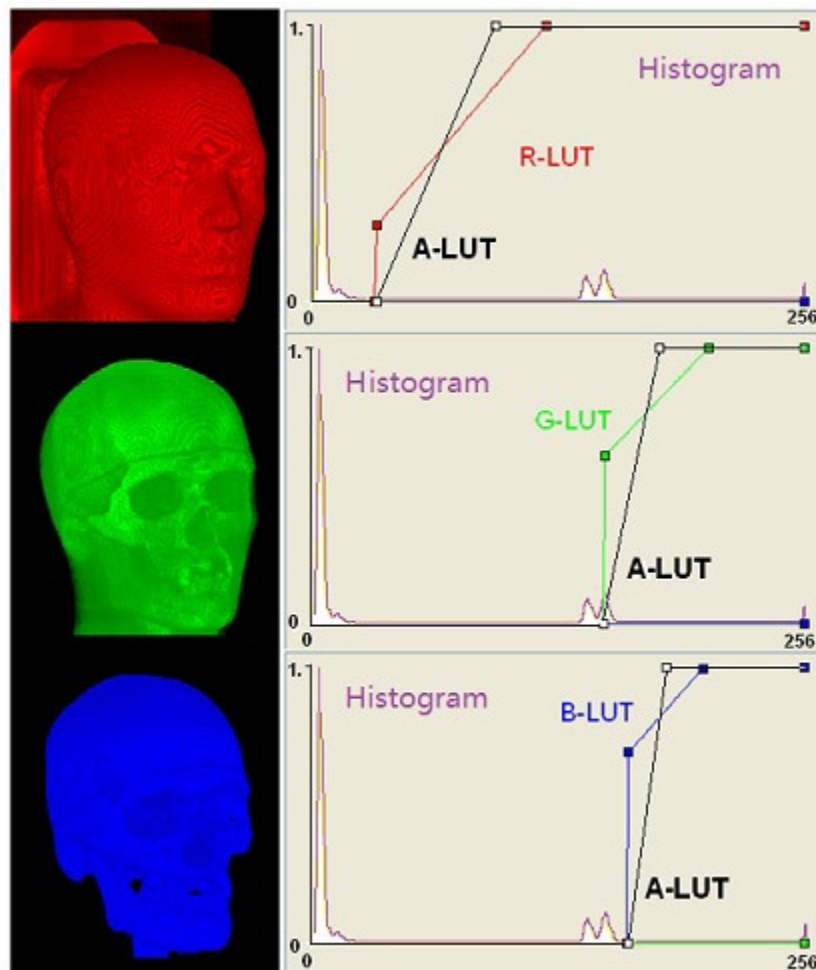 1.
Histogram
R-LUT
A-LUT
0
0
256
1.
Histogram
G-LUT
A-LUT
0
0
256
1.
Histogram
B-LUT
A-LUT
0
0
256